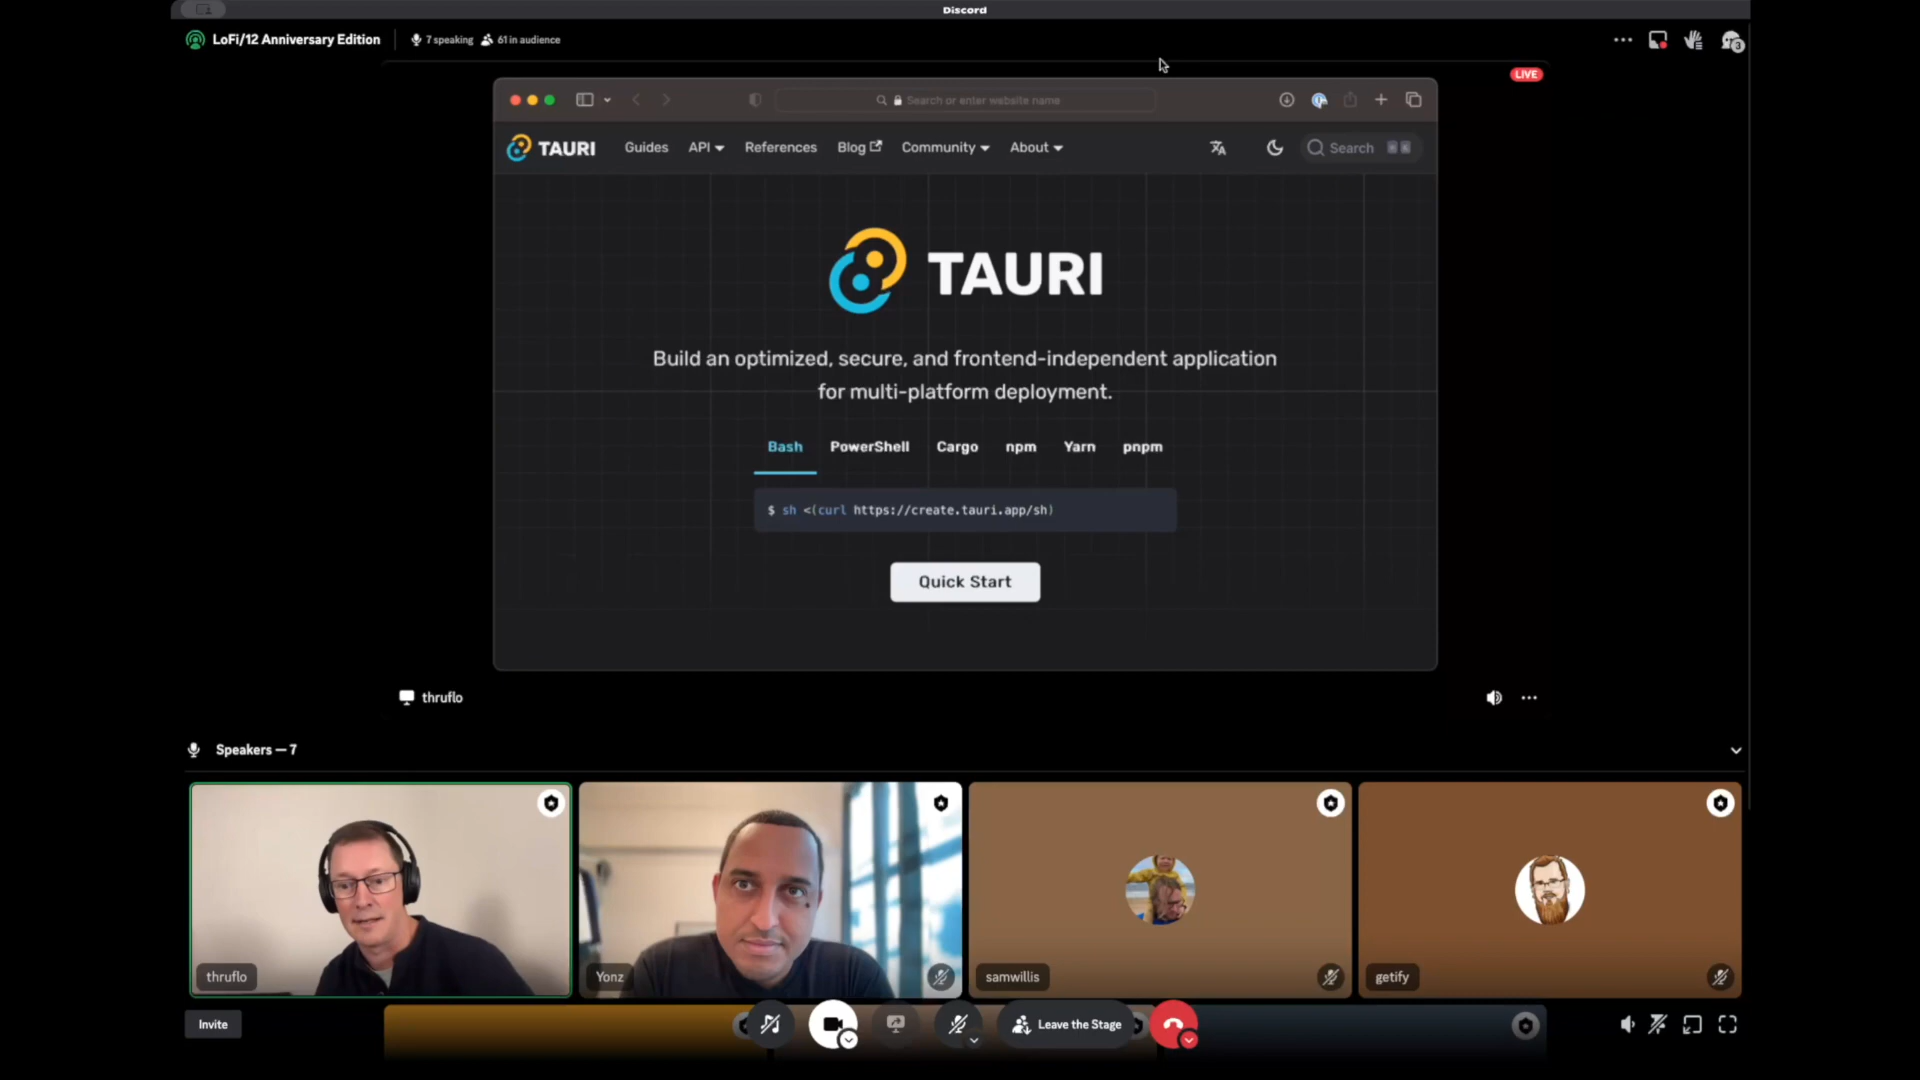 Discord
LoFi/12 Anniversary Edition
7 speaking
61 in audience
3
LIVE
Search or enter website name
TAURI
Guides
API
References
Blog
Community
About
Search
TAURI
Build an optimized, secure, and frontend-independent application
for multi-platform deployment.
Bash
PowerShell
Cargo
npm
Yarn
pnpm
$ sh <(curl https://create.tauri.app/sh)
Quick Start
thruflo
Speakers — 7
thruflo
Yonz
samwillis
getify
Invite
Leave the Stage